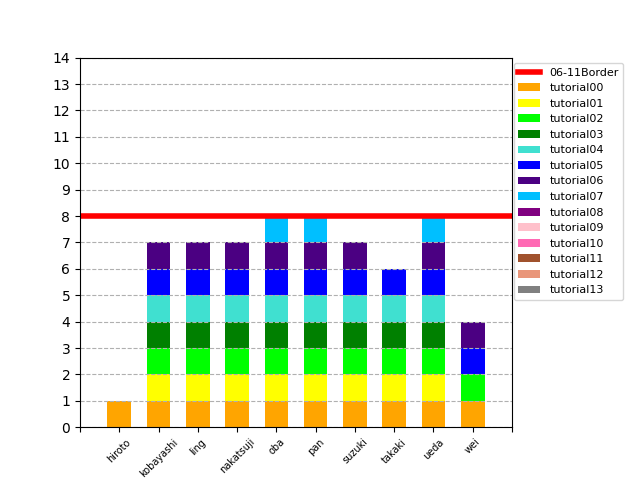 14
13
12
11
10
9
8
7
6
5
4
3
2
1
0
hiroto
kobayashi
ling
nakatsuji
oba
pan
suzuki
takaki
ueda
wei
06-11Border
tutorial00
tutorial01
tutorial02
tutorial03
tutorial04
tutorial05
tutorial06
tutorial07
tutorial08
tutorial09
tutorial10
tutorial11
tutorial12
tutorial13